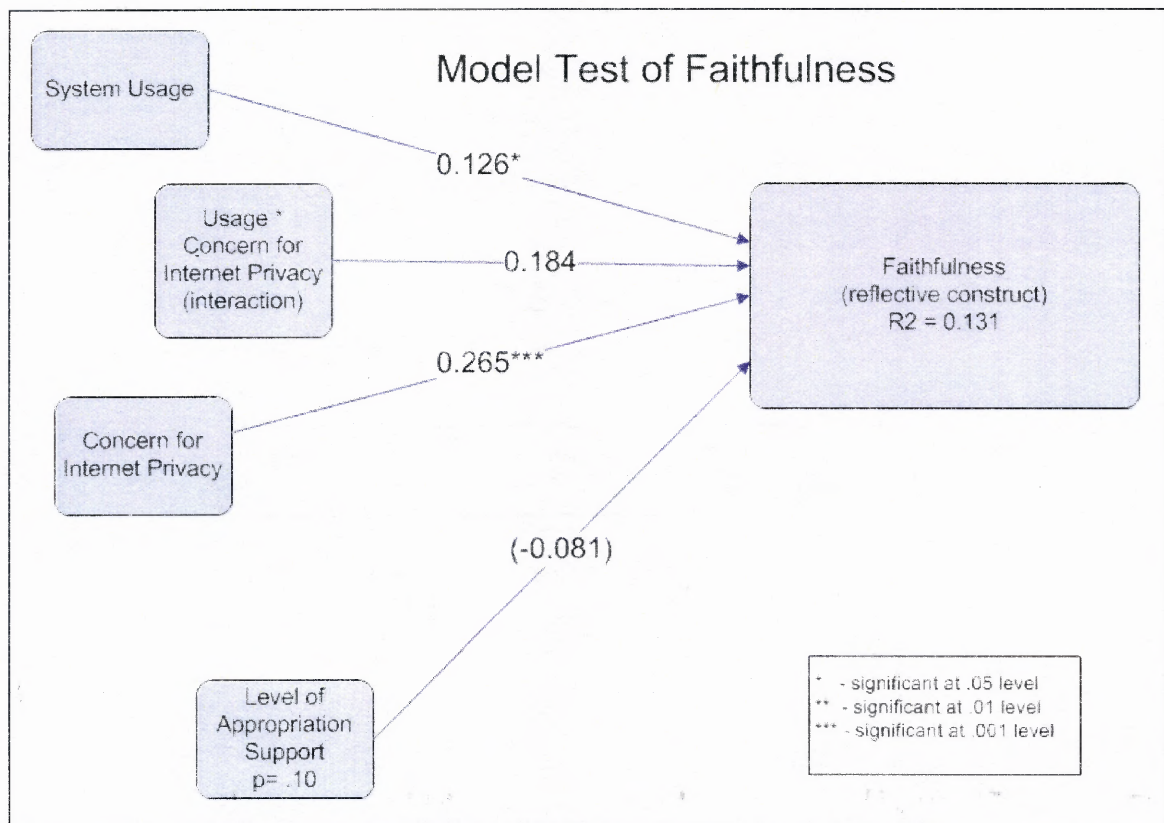 Model Test of Faithfulness
System Usage
0.126*
Usage *
Concern for
Internet Privacy
(interaction)
0.184
Faithfulness
(reflective construct)
R2 = 0.131
0.265***
Concern for
Internet Privacy
(-0.081)
Level of
Appropriation
Support
p= .10
* - significant at .05 level
** - significant at .01 level
*** - significant at .001 level